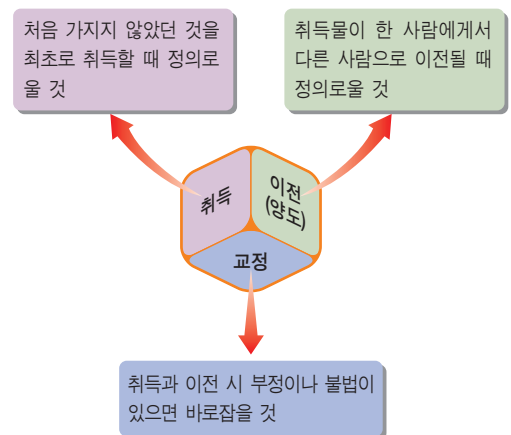 처음 가지지 않았던 것을
최초로 취득할 때 정의로
울 것
취득물이 한 사람에게서
다른 사람으로 이전될 때
정의로울 것
취득
이전
(양도)
교정
취득과 이전 시 부정이나 불법이
있으면 바로잡을 것